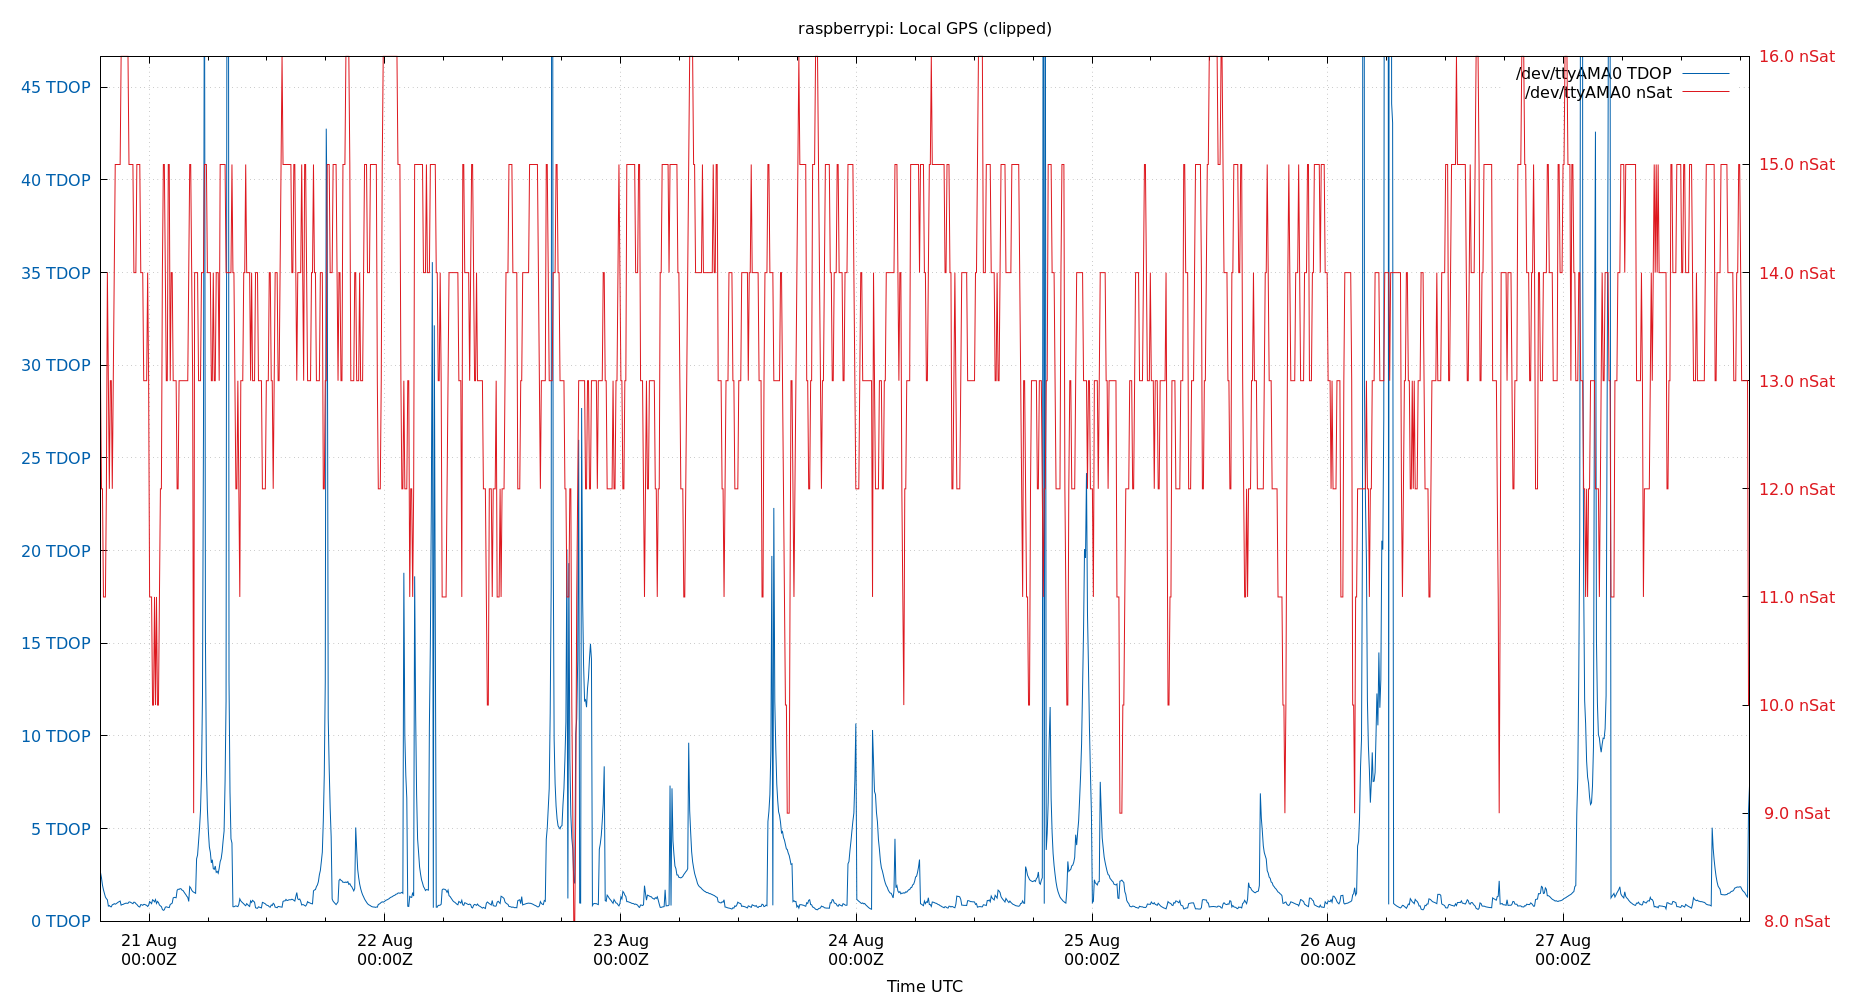 raspberrypi: Local GPS (clipped)
16.0 nSat
45 TDOP
/dev/ttyAMA0 TDOP
/dev/ttyAMA0 nSat
40 TDOP
15.0 nSat
35 TDOP
14.0 nSat
30 TDOP
13.0 nSat
25 TDOP
12.0 nSat
20 TDOP
11.0 nSat
15 TDOP
10.0 nSat
10 TDOP
9.0 nSat
5 TDOP
0 TDOP
8.0 nSat
21 Aug
00:00Z
22 Aug
00:00Z
23 Aug
00:00Z
24 Aug
00:00Z
25 Aug
00:00Z
26 Aug
00:00Z
27 Aug
00:00Z
Time UTC